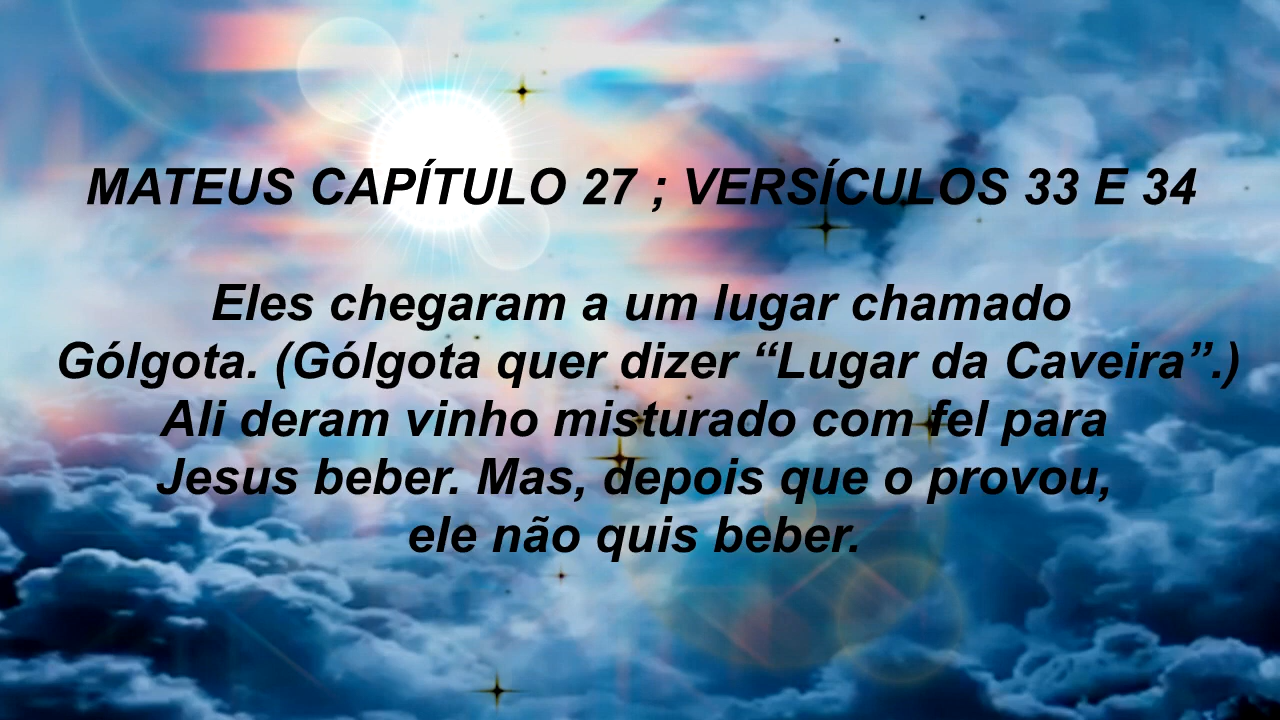 MATEUS CAPÍTULO 27 ; VERSÍCULOS 33 E 34
Eles chegaram a um lugar chamado
Gólgota. (Gólgota quer dizer “Lugar da Caveira”.)
Ali deram vinho misturado com fel para
Jesus beber. Mas, depois que o provou,
ele não quis beber.